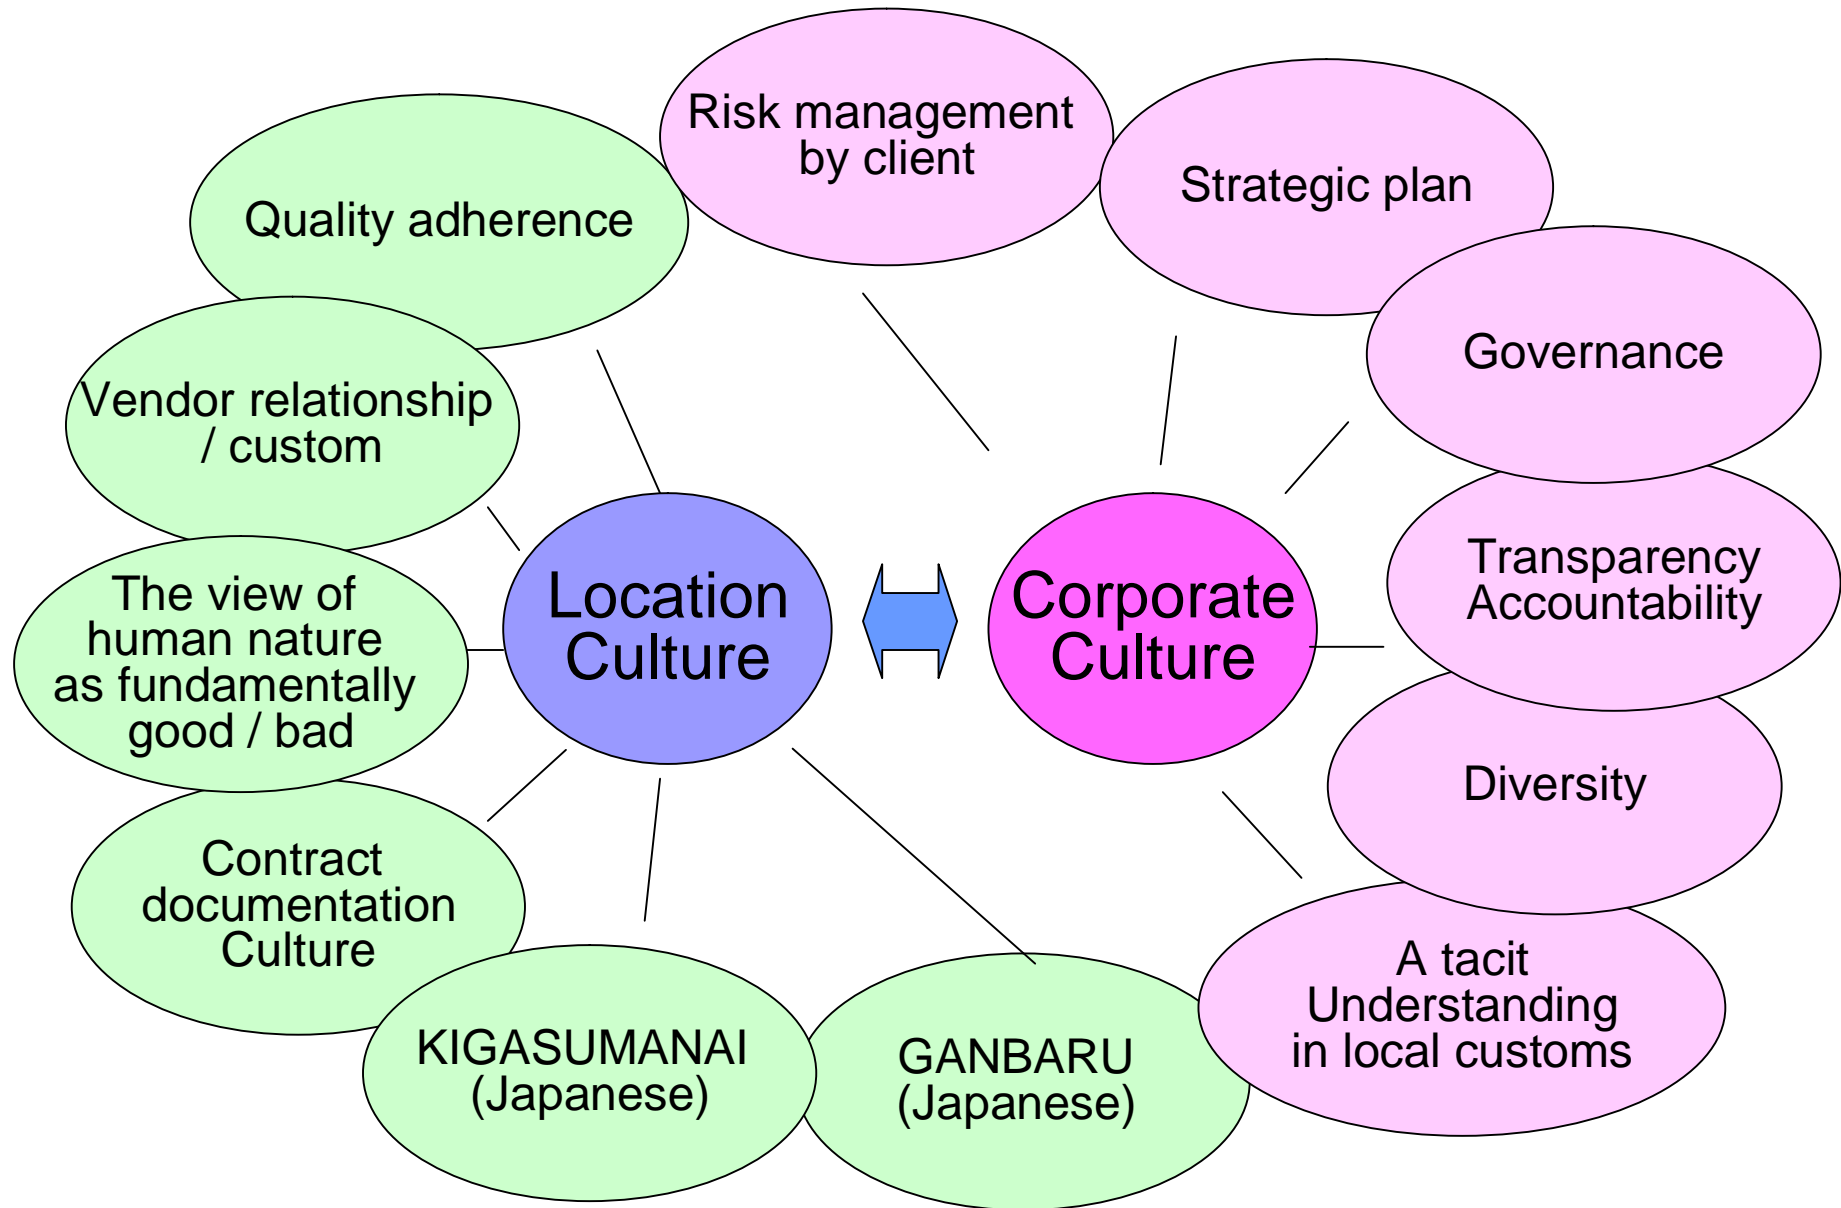 Risk management
by client
Strategic plan
Quality adherence
Governance
Vendor relationship
/ custom
Transparency
Accountability
The view of
human nature
as fundamentally
good / bad
Location
Culture
Corporate
Culture
Diversity
Contract
documentation
Culture
A tacit
Understanding
in local customs
KIGASUMANAI
(Japanese)
GANBARU
(Japanese)